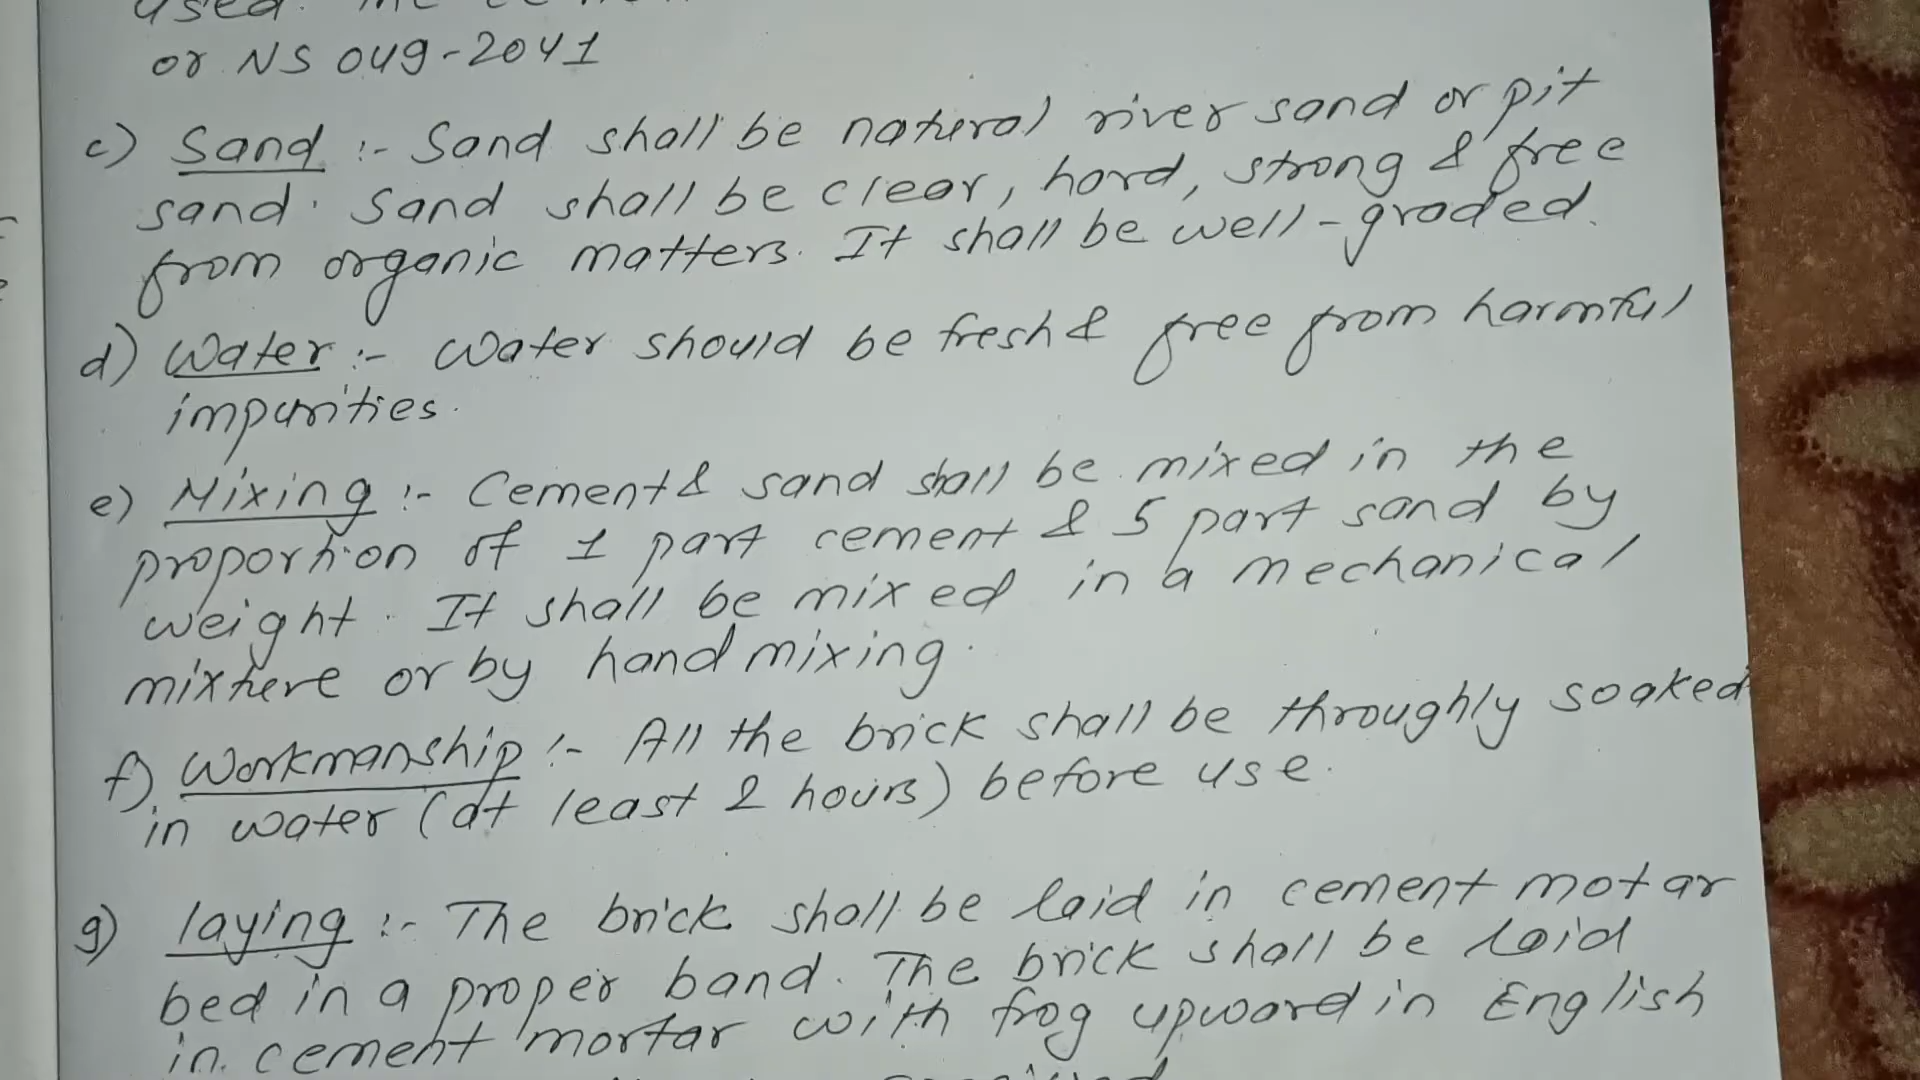 used. The
or NS 049-2041
c) Sand :- Sand shall be natural river sand or pit
sand. Sand shall be clear, hard, strong & free
from organic matters. It shall be well-graded.
d) Water :- Water should be fresh & free from harmful
impurities.
e) Mixing :- Cement & sand shall be mixed in the
proportion of 1 part cement & 5 part sand by
weight. It shall be mixed in a mechanical
mixtere or by hand mixing.
f) Workmanship :- All the brick shall be throughly soaked
in water (at least 2 hours) before use.
g) laying :- The brick shall be laid in cement motar
bed in a proper band. The brick shall be laid
in cement mortar with frog upward in English